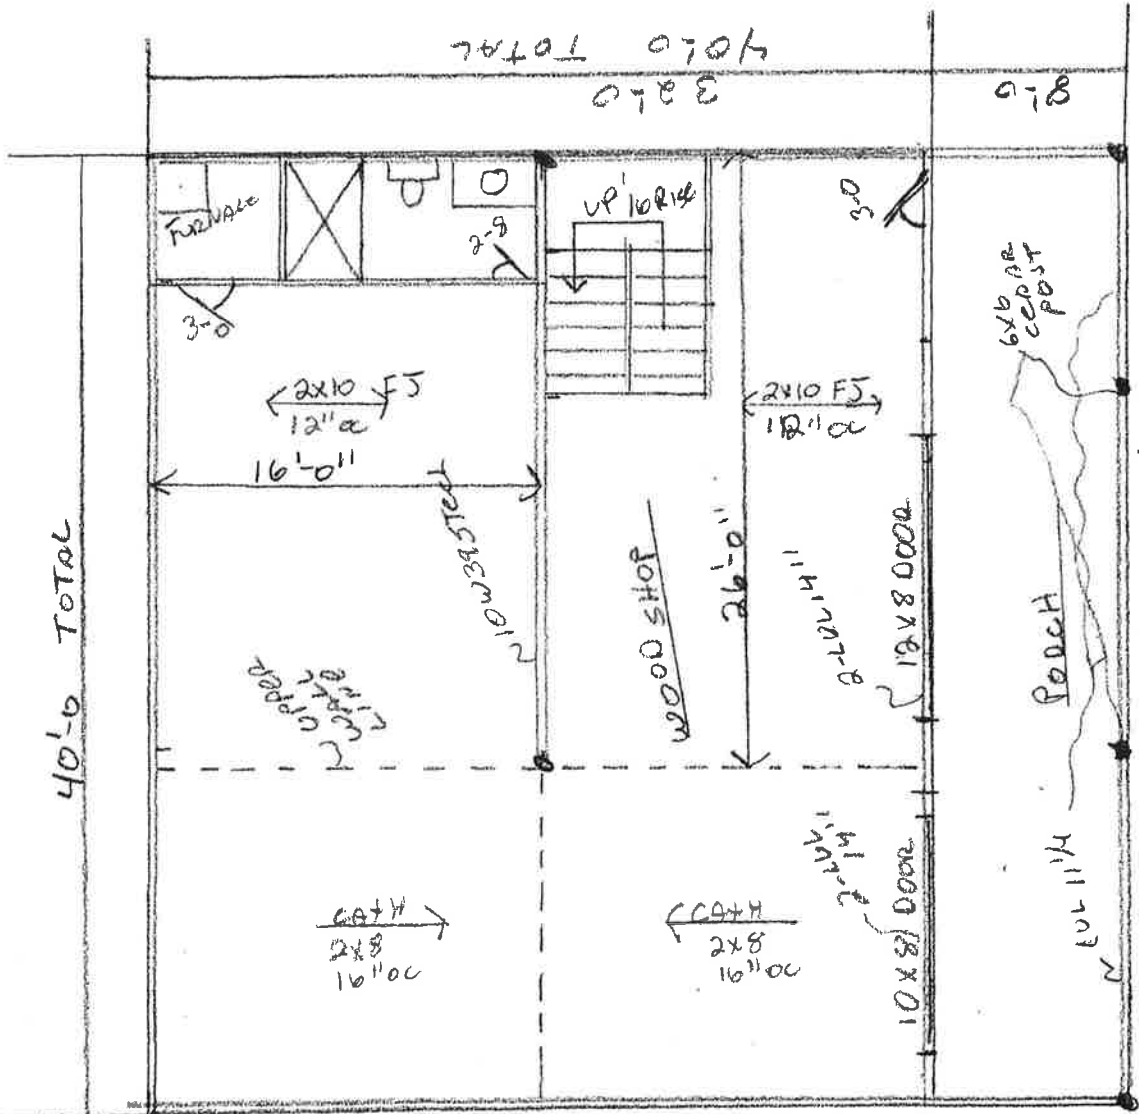 40'-0 TOTAL
32'-0
8'-0
FURNACE
3-0
2-8
UP 16 RISE
3-0
6x6
CEDAR
POST
2x10 FJ
12" oc
2x10 FJ
12" oc
16'-0"
40'-0 TOTAL
10W39 STEEL
WOOD SHOP
26'-0"
2-LVL 14"
12x8 DOOR
PORCH
UPPER
WALL
LINE
CATH
2x8
16" oc
CATH
2x8
16" oc
2-LVL
14"
10x8 DOOR
LVL 11 1/4